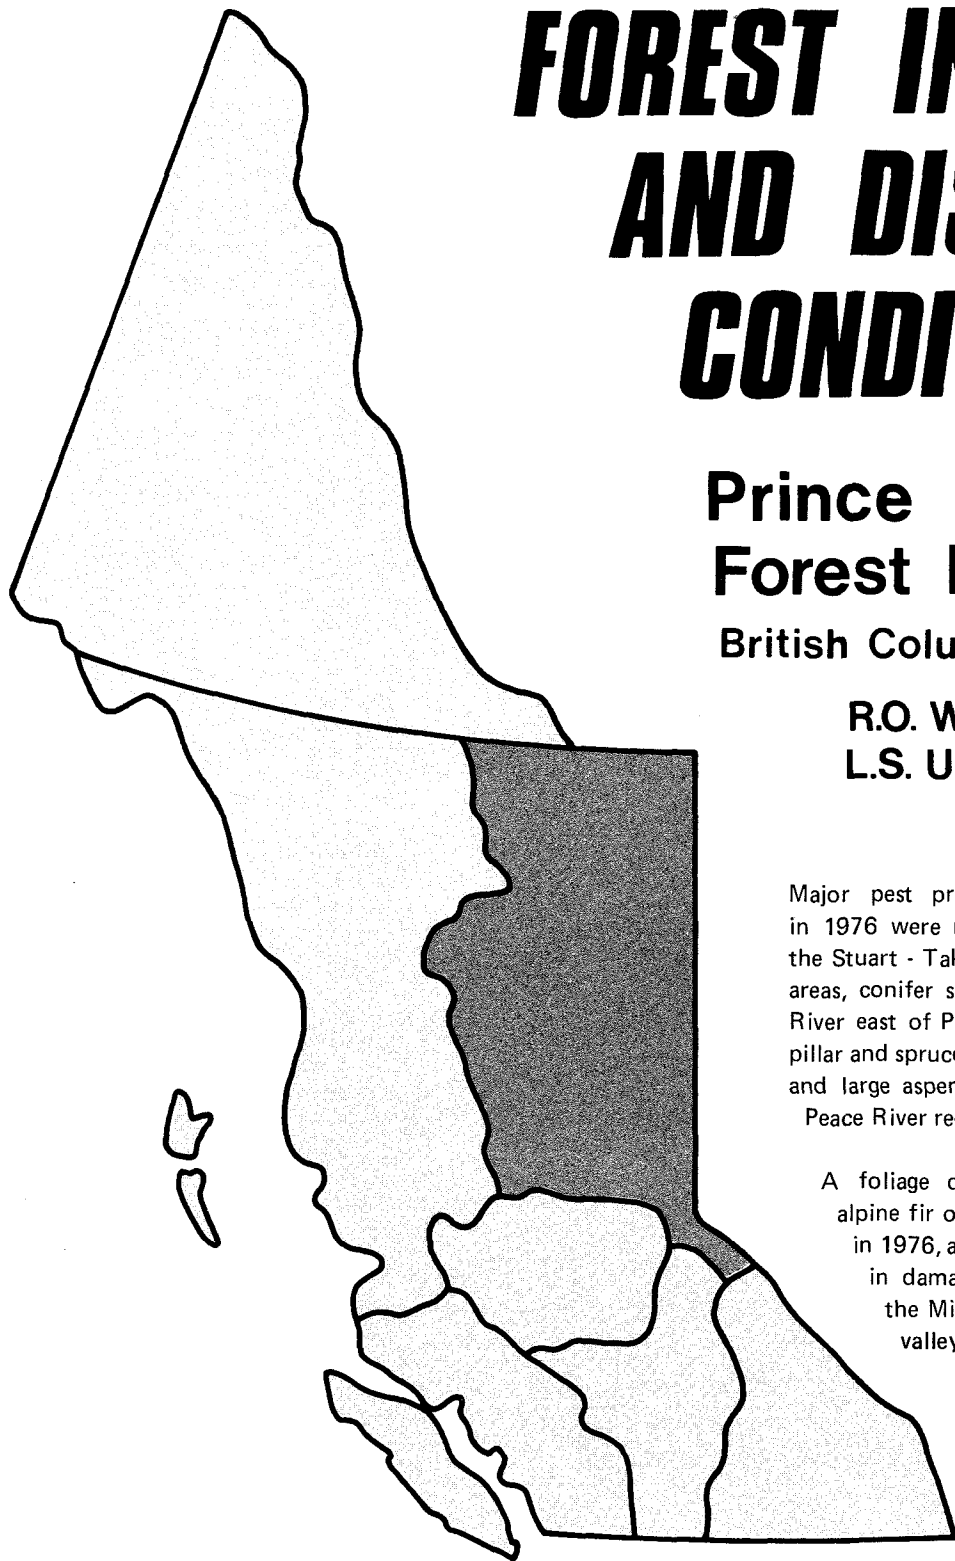 FOREST IN
AND DIS
CONDI
Prince
Forest
British Colu
R.O. W
L.S. U
Major pest pr
in 1976 were
the Stuart - Tal
areas, conifer s
River east of P
pillar and spruce
and large asper
Peace River re
A foliage
alpine fir o
in 1976, a
in dama
the Mi
valley